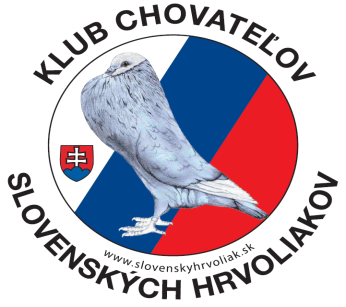 KLUB CHOVATEĽOV
www.slovenskyhrvoliak.sk
SLOVENSKÝCH HRVOLIAKOV